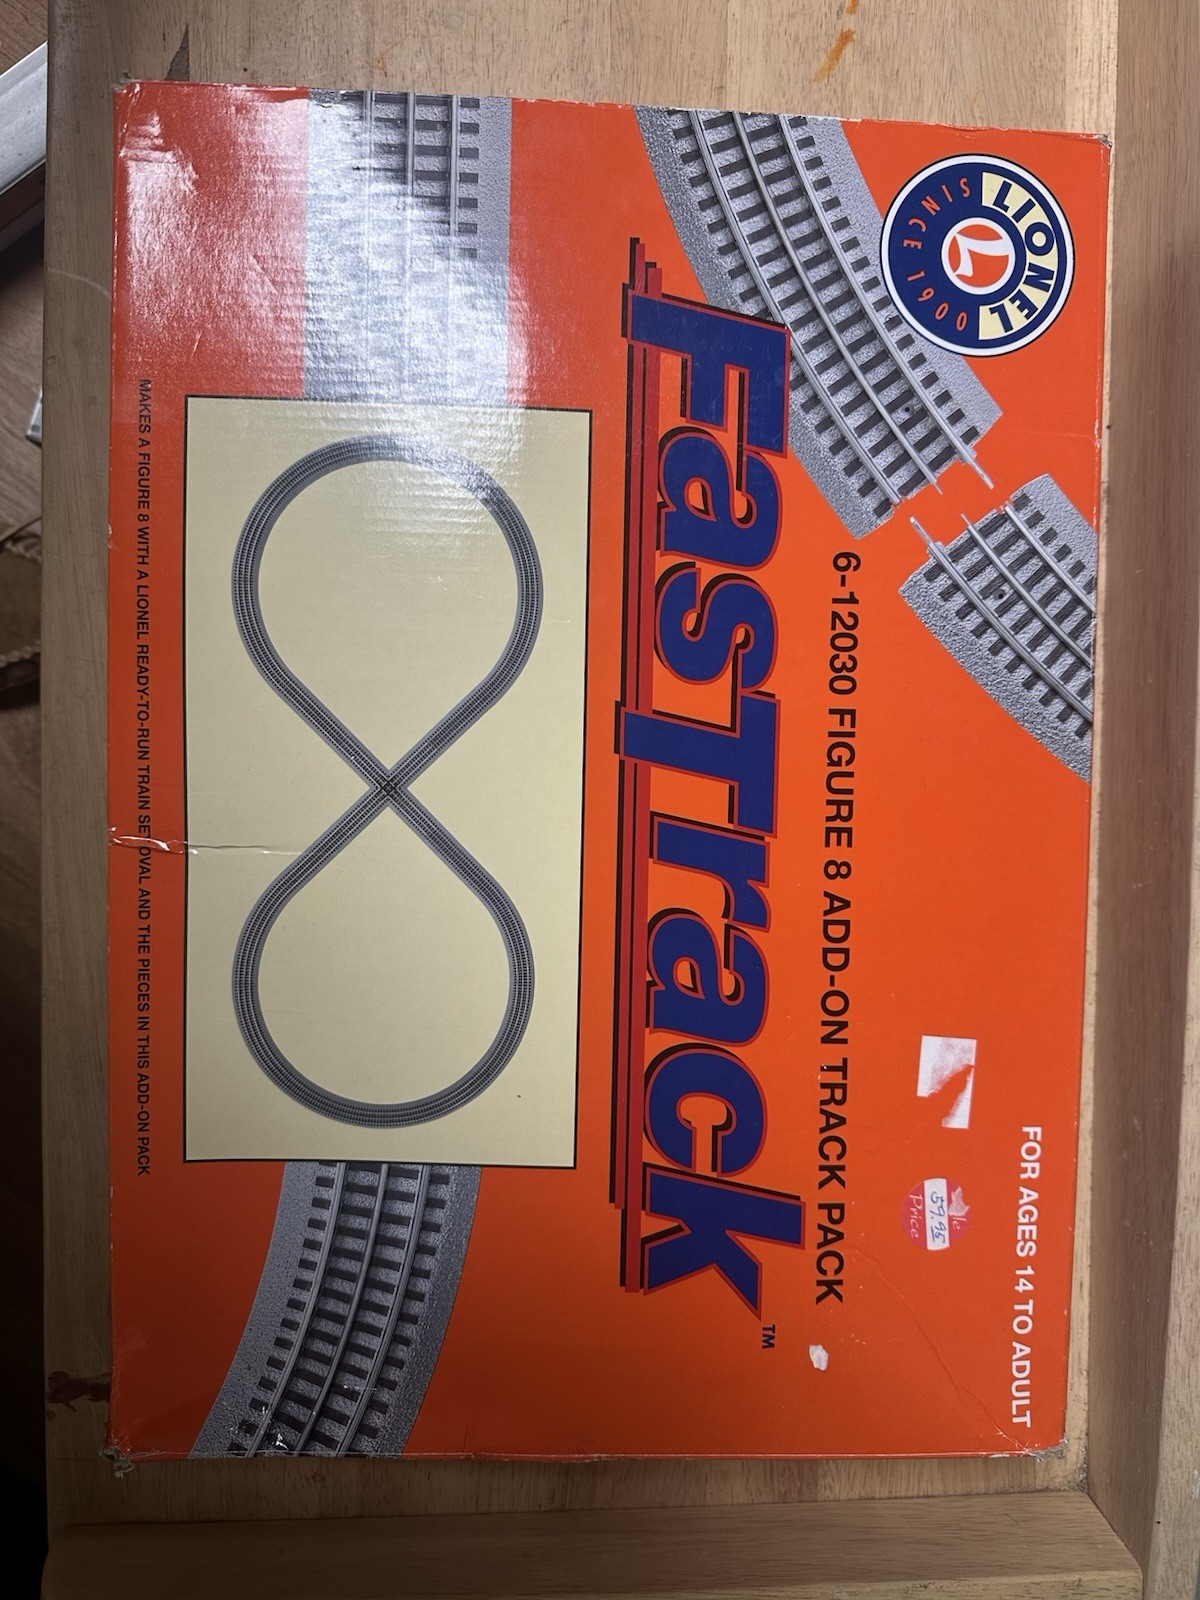 LIONEL
L
SINCE 1900
FOR AGES 14 TO ADULT
Price
59.95
6-12030 FIGURE 8 ADD-ON TRACK PACK
FasTrack™
MAKES A FIGURE 8 WITH A LIONEL READY-TO-RUN TRAIN SET OVAL AND THE PIECES IN THIS ADD-ON PACK